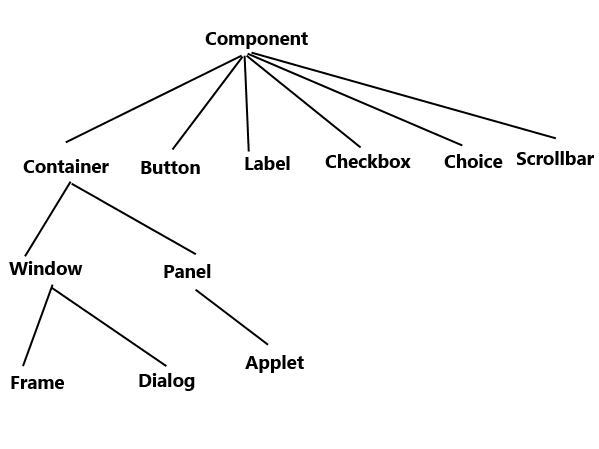 Component
Container
Button
Label
Checkbox
Choice
Scrollbar
Window
Panel
Applet
Frame
Dialog